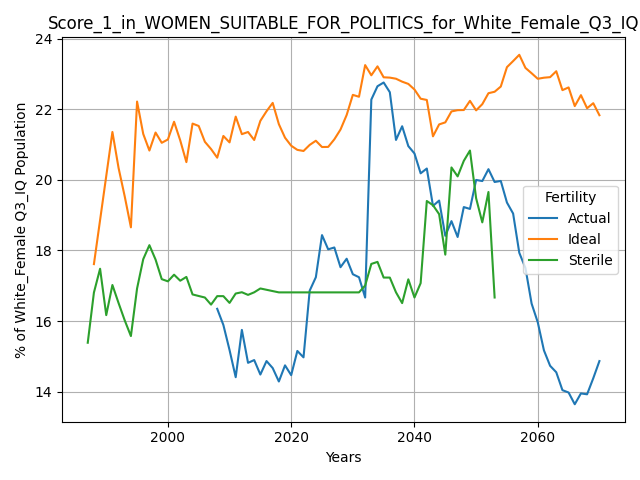 Score_1_in_WOMEN_SUITABLE_FOR_POLITICS_for_White_Female_Q3_IQ
% of White_Female Q3_IQ Population
24
22
20
18
16
14
Fertility
Actual
Ideal
Sterile
2000
2020
2040
2060
Years